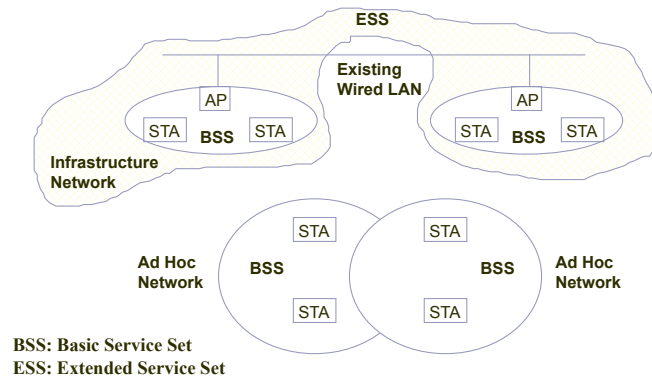 ESS
Existing
Wired LAN
AP
STA
BSS
STA
AP
STA
BSS
STA
Infrastructure
Network
STA
BSS
STA
Ad Hoc
Network
STA
BSS
STA
Ad Hoc
Network
BSS: Basic Service Set
ESS: Extended Service Set